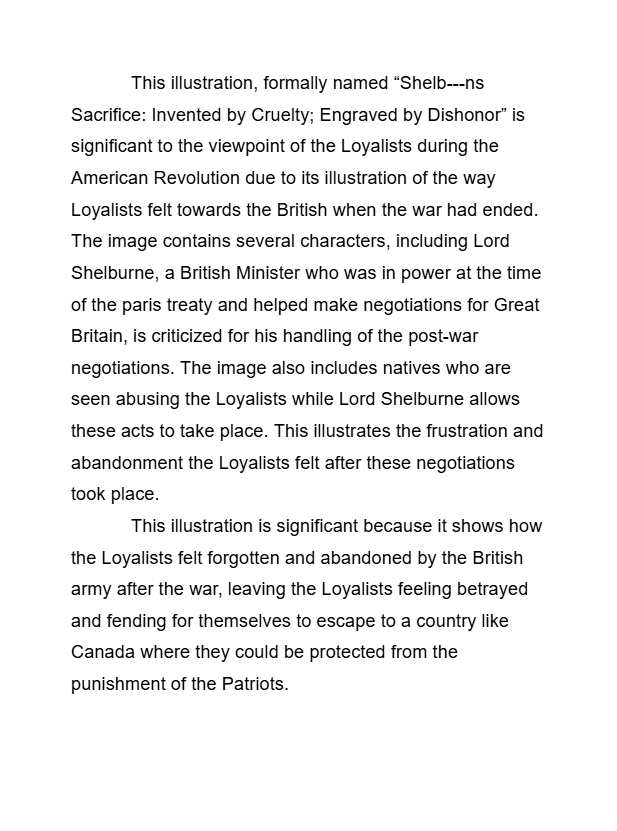 This illustration, formally named “Shelb---ns
Sacrifice: Invented by Cruelty; Engraved by Dishonor” is
significant to the viewpoint of the Loyalists during the
American Revolution due to its illustration of the way
Loyalists felt towards the British when the war had ended.
The image contains several characters, including Lord
Shelburne, a British Minister who was in power at the time
of the paris treaty and helped make negotiations for Great
Britain, is criticized for his handling of the post-war
negotiations. The image also includes natives who are
seen abusing the Loyalists while Lord Shelburne allows
these acts to take place. This illustrates the frustration and
abandonment the Loyalists felt after these negotiations
took place.
This illustration is significant because it shows how
the Loyalists felt forgotten and abandoned by the British
army after the war, leaving the Loyalists feeling betrayed
and fending for themselves to escape to a country like
Canada where they could be protected from the
punishment of the Patriots.